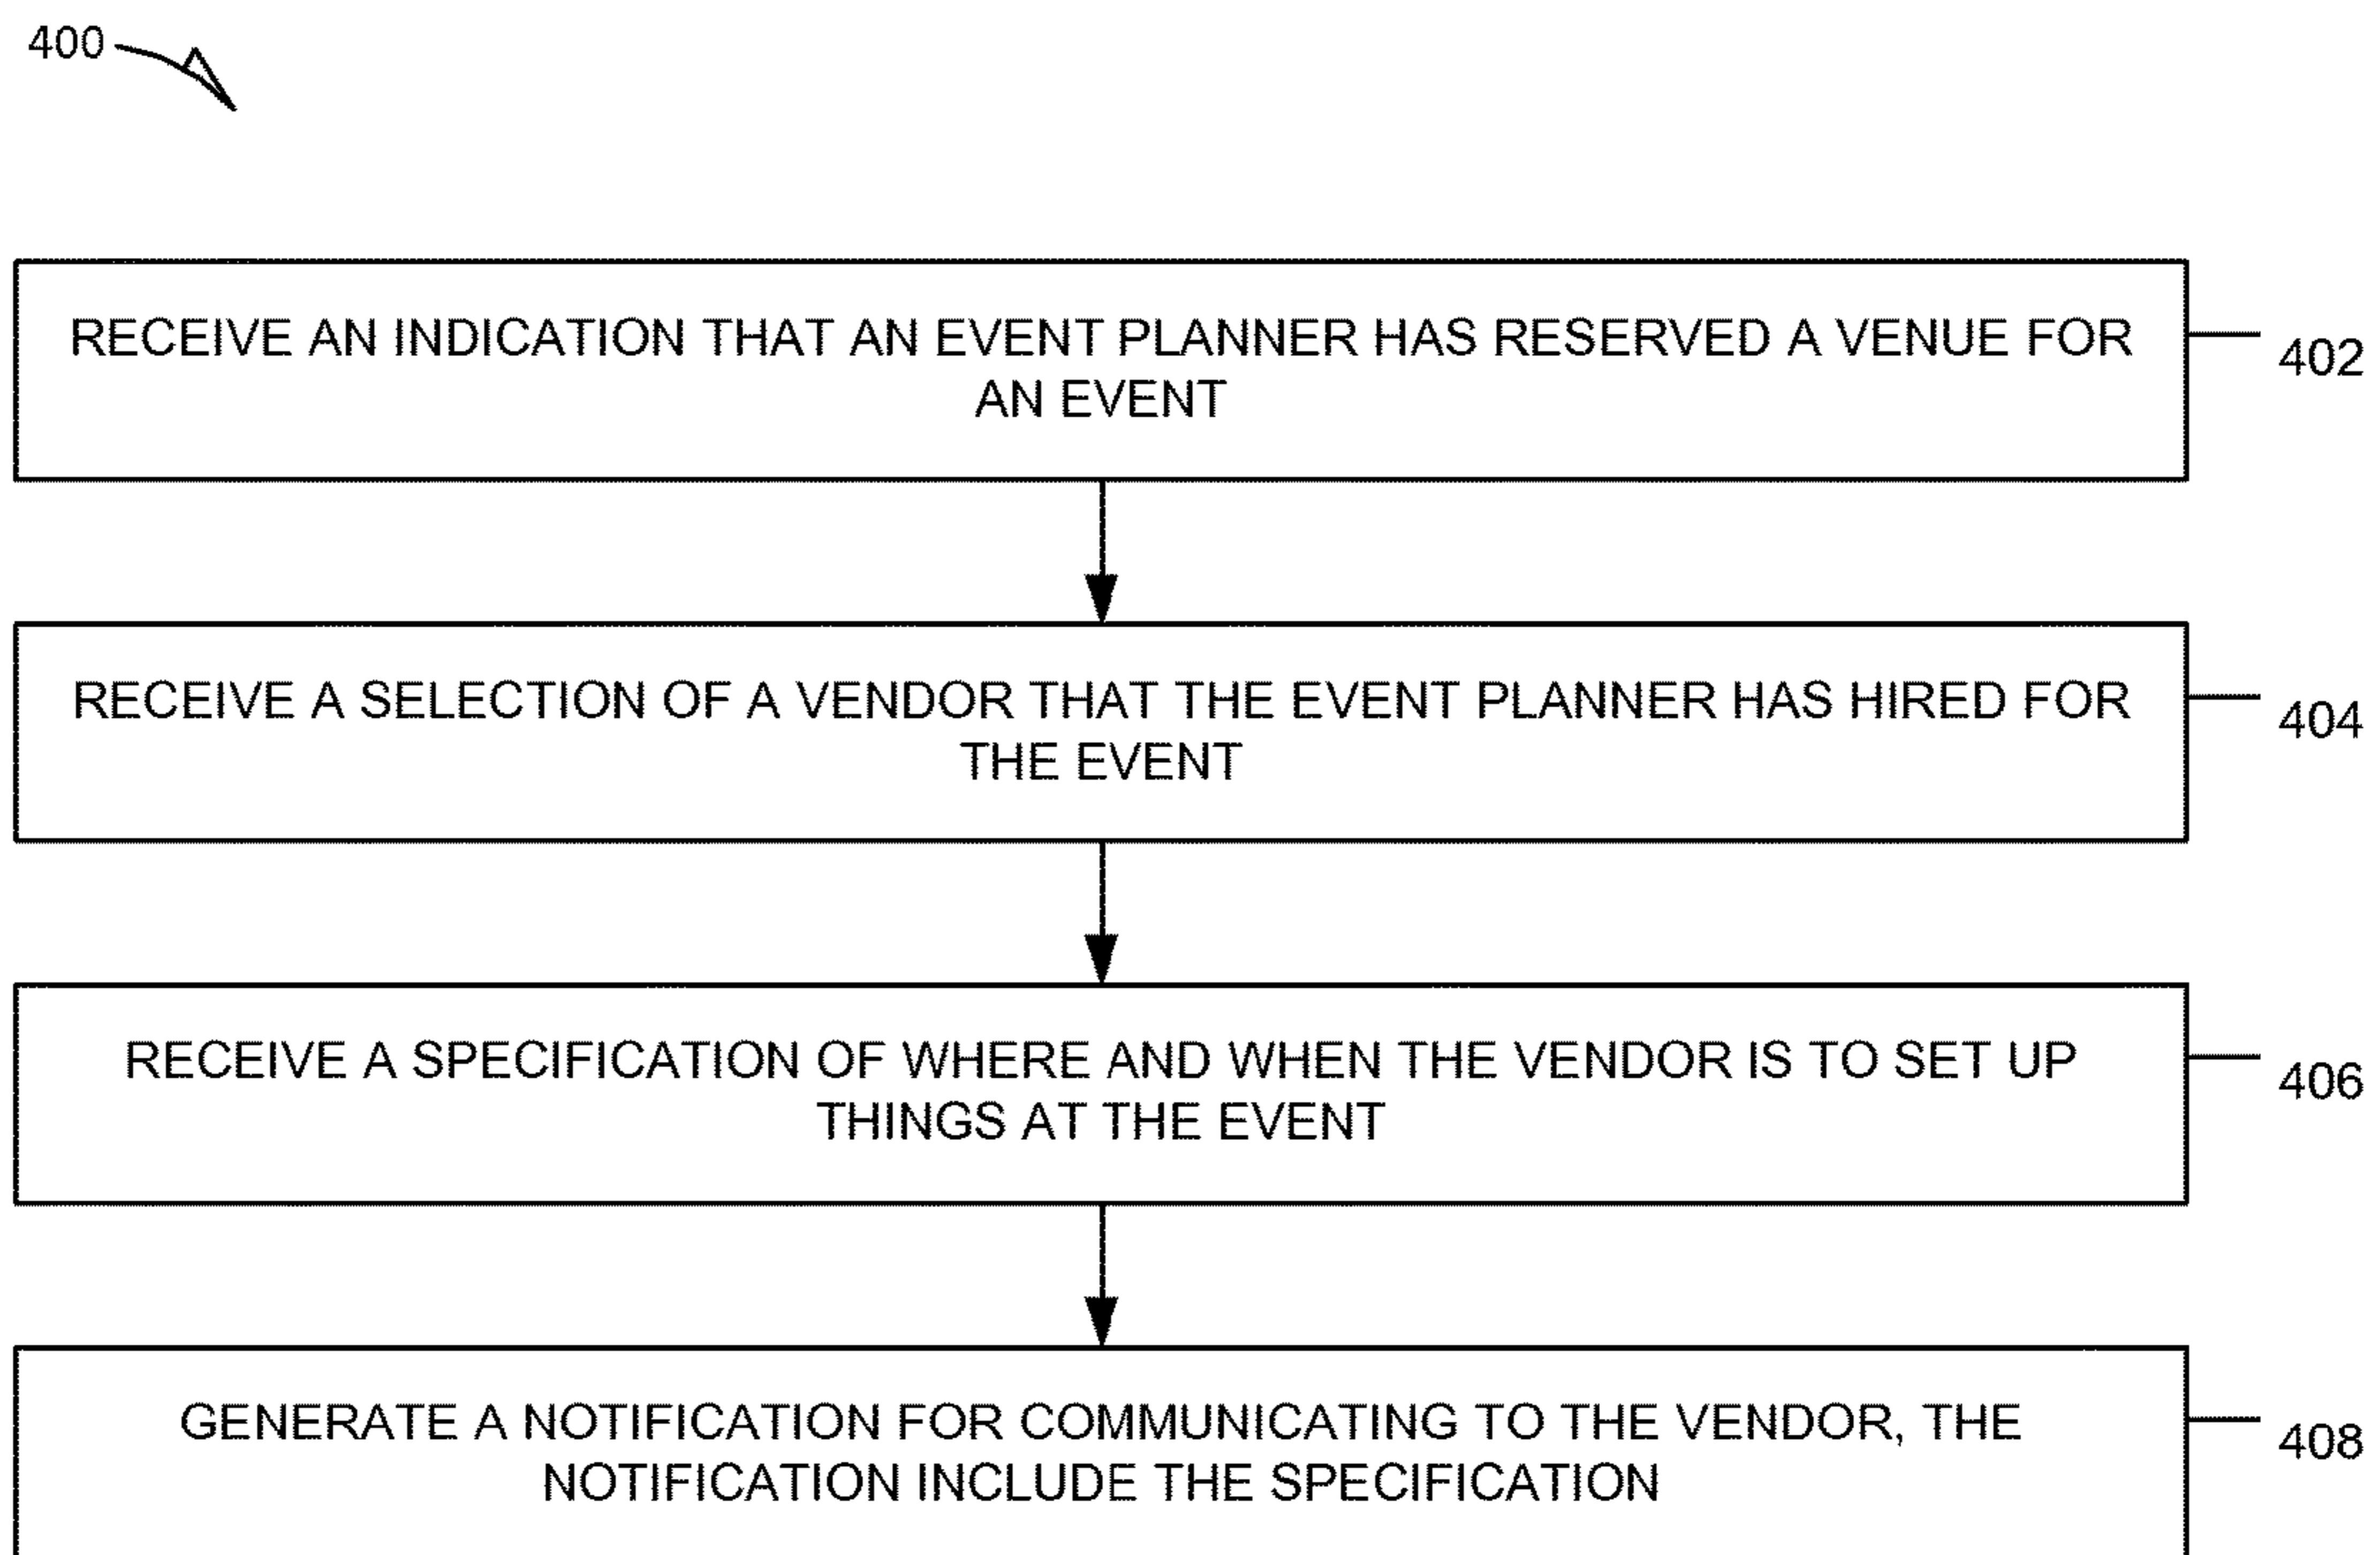 400
RECEIVE AN INDICATION THAT AN EVENT PLANNER HAS RESERVED A VENUE FOR
AN EVENT
402
RECEIVE A SELECTION OF A VENDOR THAT THE EVENT PLANNER HAS HIRED FOR
THE EVENT
404
RECEIVE A SPECIFICATION OF WHERE AND WHEN THE VENDOR IS TO SET UP
THINGS AT THE EVENT
406
GENERATE A NOTIFICATION FOR COMMUNICATING TO THE VENDOR, THE
NOTIFICATION INCLUDE THE SPECIFICATION
408